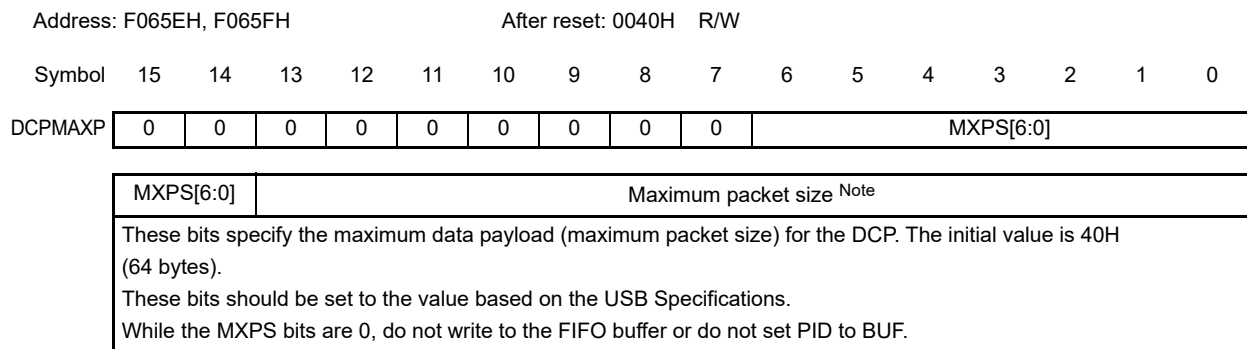 Address: F065EH, F065FH After reset: 0040H R/W
Symbol 15 14 13 12 11 10 9 8 7 6 5 4 3 2 1 0
DCPMAXP 0 0 0 0 0 0 0 0 0 MXPS[6:0]
MXPS[6:0] Maximum packet size Note
These bits specify the maximum data payload (maximum packet size) for the DCP. The initial value is 40H
(64 bytes).
These bits should be set to the value based on the USB Specifications.
While the MXPS bits are 0, do not write to the FIFO buffer or do not set PID to BUF.